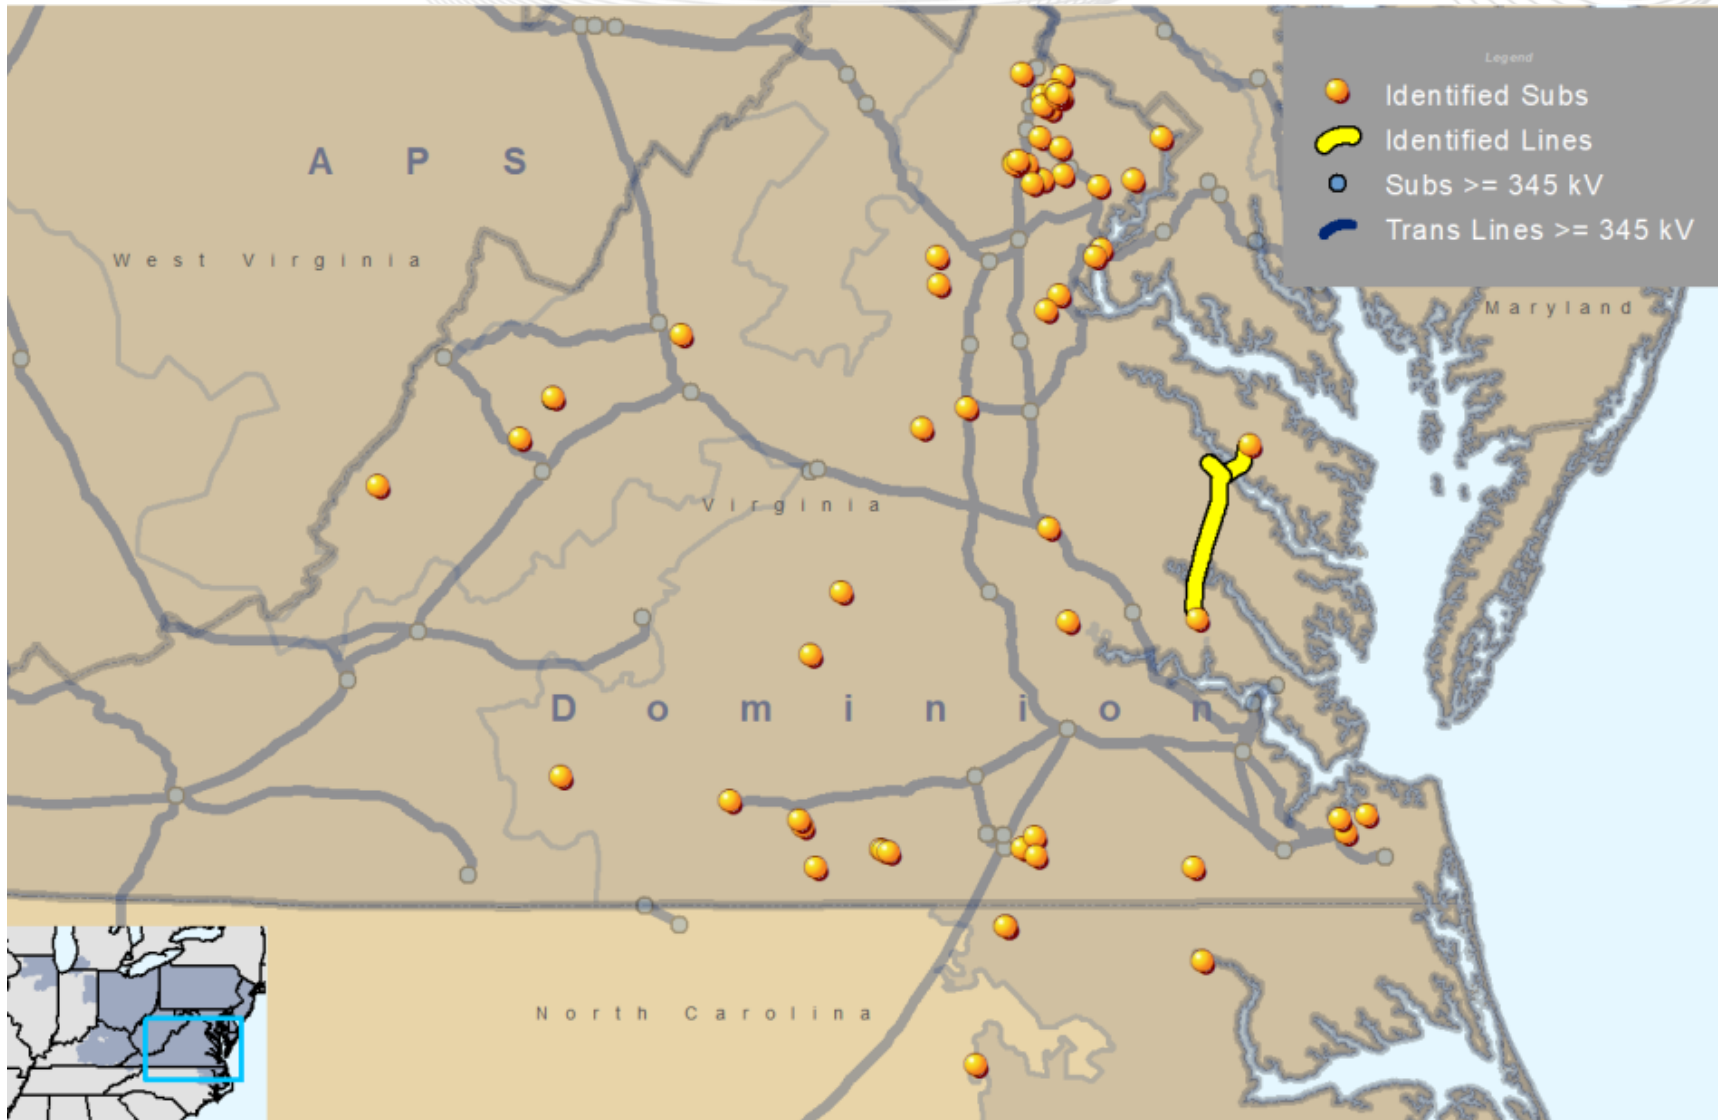 Legend
Identified Subs
Identified Lines
Subs >= 345 kV
Trans Lines >= 345 kV
APS
West Virginia
Maryland
Virginia
Dominion
North Carolina